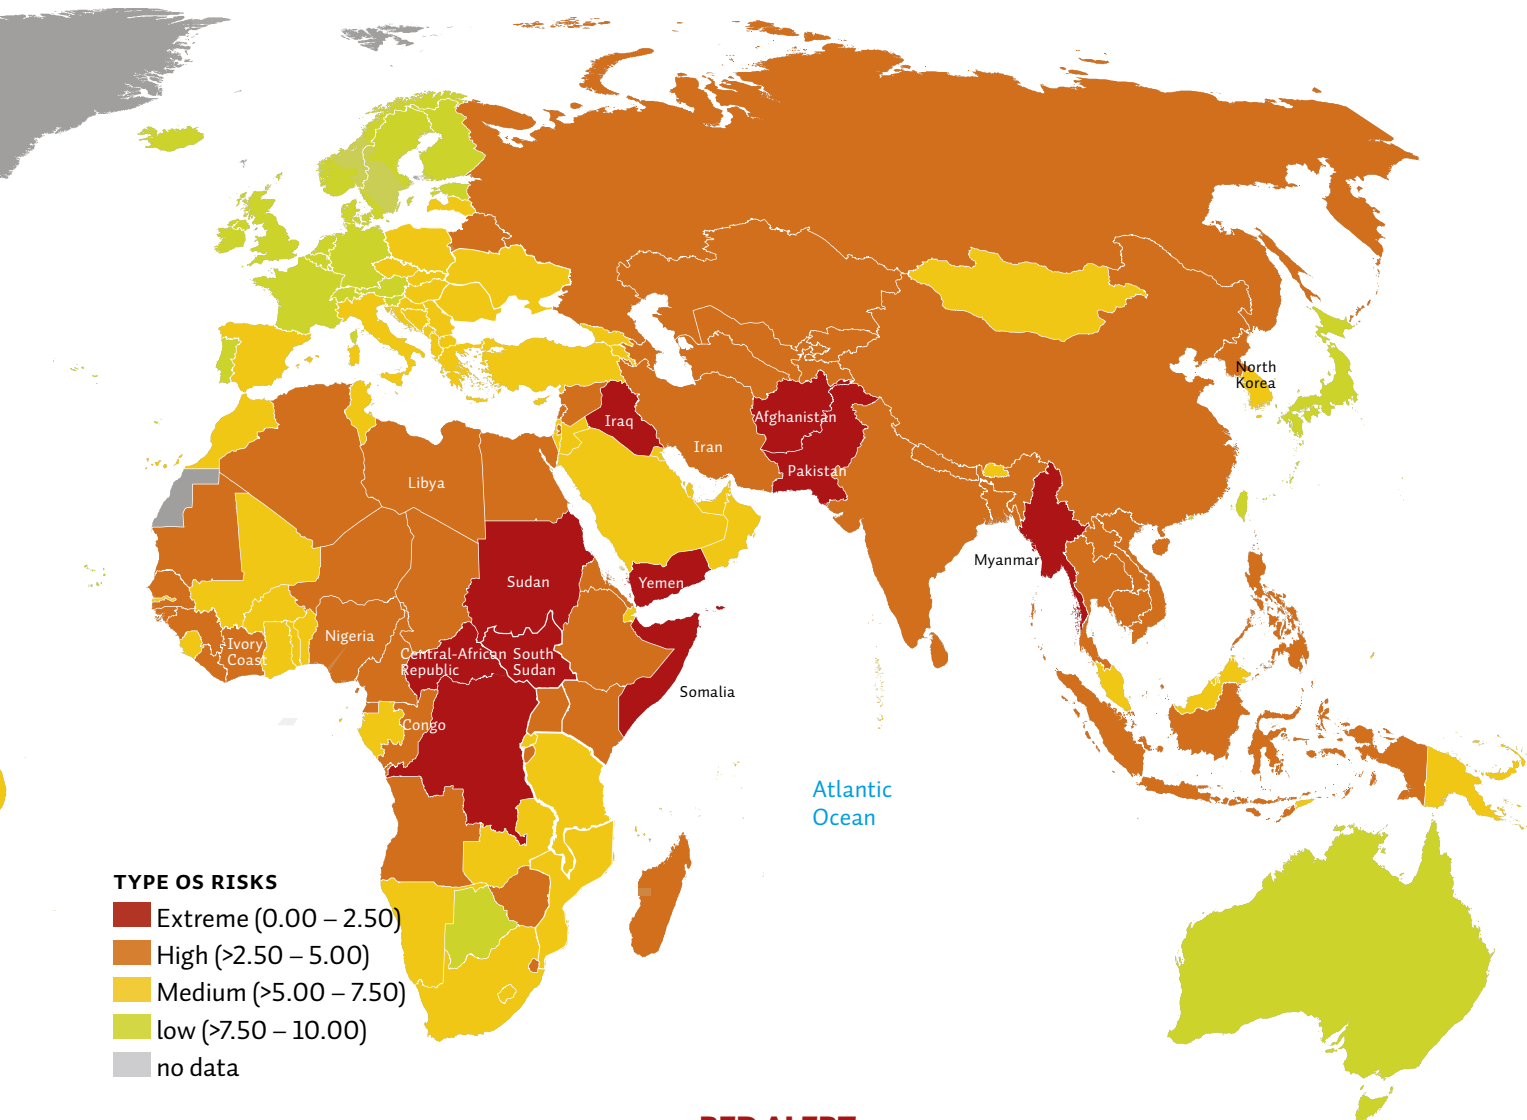 North
Korea
Iraq
Afghanistan
Iran
Pakistan
Libya
Myanmar
Sudan
Yemen
Nigeria
Ivory
Coast
Central-African
Republic
South
Sudan
Somalia
Congo
Atlantic
Ocean
TYPE OS RISKS
Extreme (0.00 – 2.50)
High (>2.50 – 5.00)
Medium (>5.00 – 7.50)
low (>7.50 – 10.00)
no data
RED ALERT